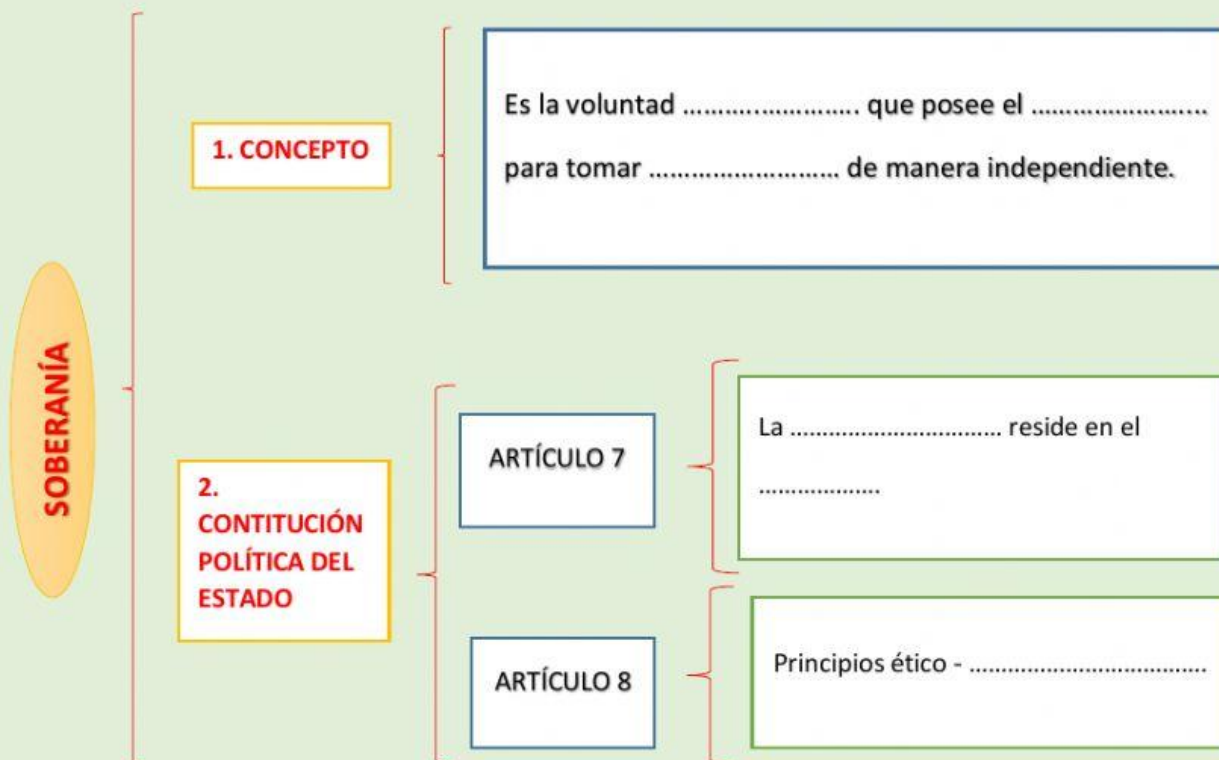 SOBERANÍA
1. CONCEPTO
Es la voluntad ........................... que posee el ..........................
para tomar ........................... de manera independiente.
2.
CONTITUCIÓN
POLÍTICA DEL
ESTADO
ARTÍCULO 7
La ................................ reside en el
...................
ARTÍCULO 8
Principios ético - ....................................